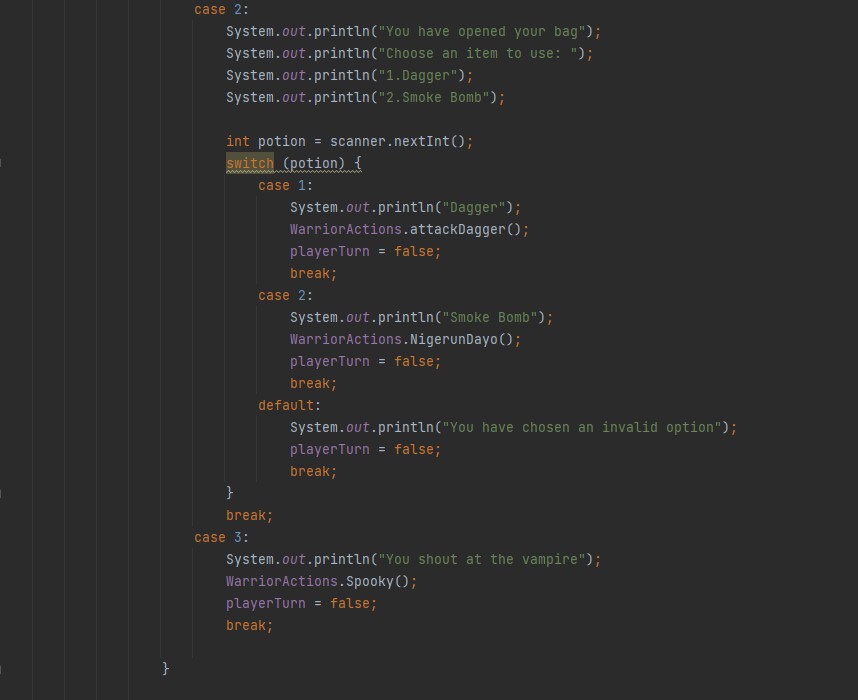 case 2:
System.out.println("You have opened your bag");
System.out.println("Choose an item to use: ");
System.out.println("1.Dagger");
System.out.println("2.Smoke Bomb");
int potion = scanner.nextInt();
switch (potion) {
case 1:
System.out.println("Dagger");
WarriorActions.attackDagger();
playerTurn = false;
break;
case 2:
System.out.println("Smoke Bomb");
WarriorActions.NigerunDayo();
playerTurn = false;
break;
default:
System.out.println("You have chosen an invalid option");
playerTurn = false;
break;
}
break;
case 3:
System.out.println("You shout at the vampire");
WarriorActions.Spooky();
playerTurn = false;
break;
}